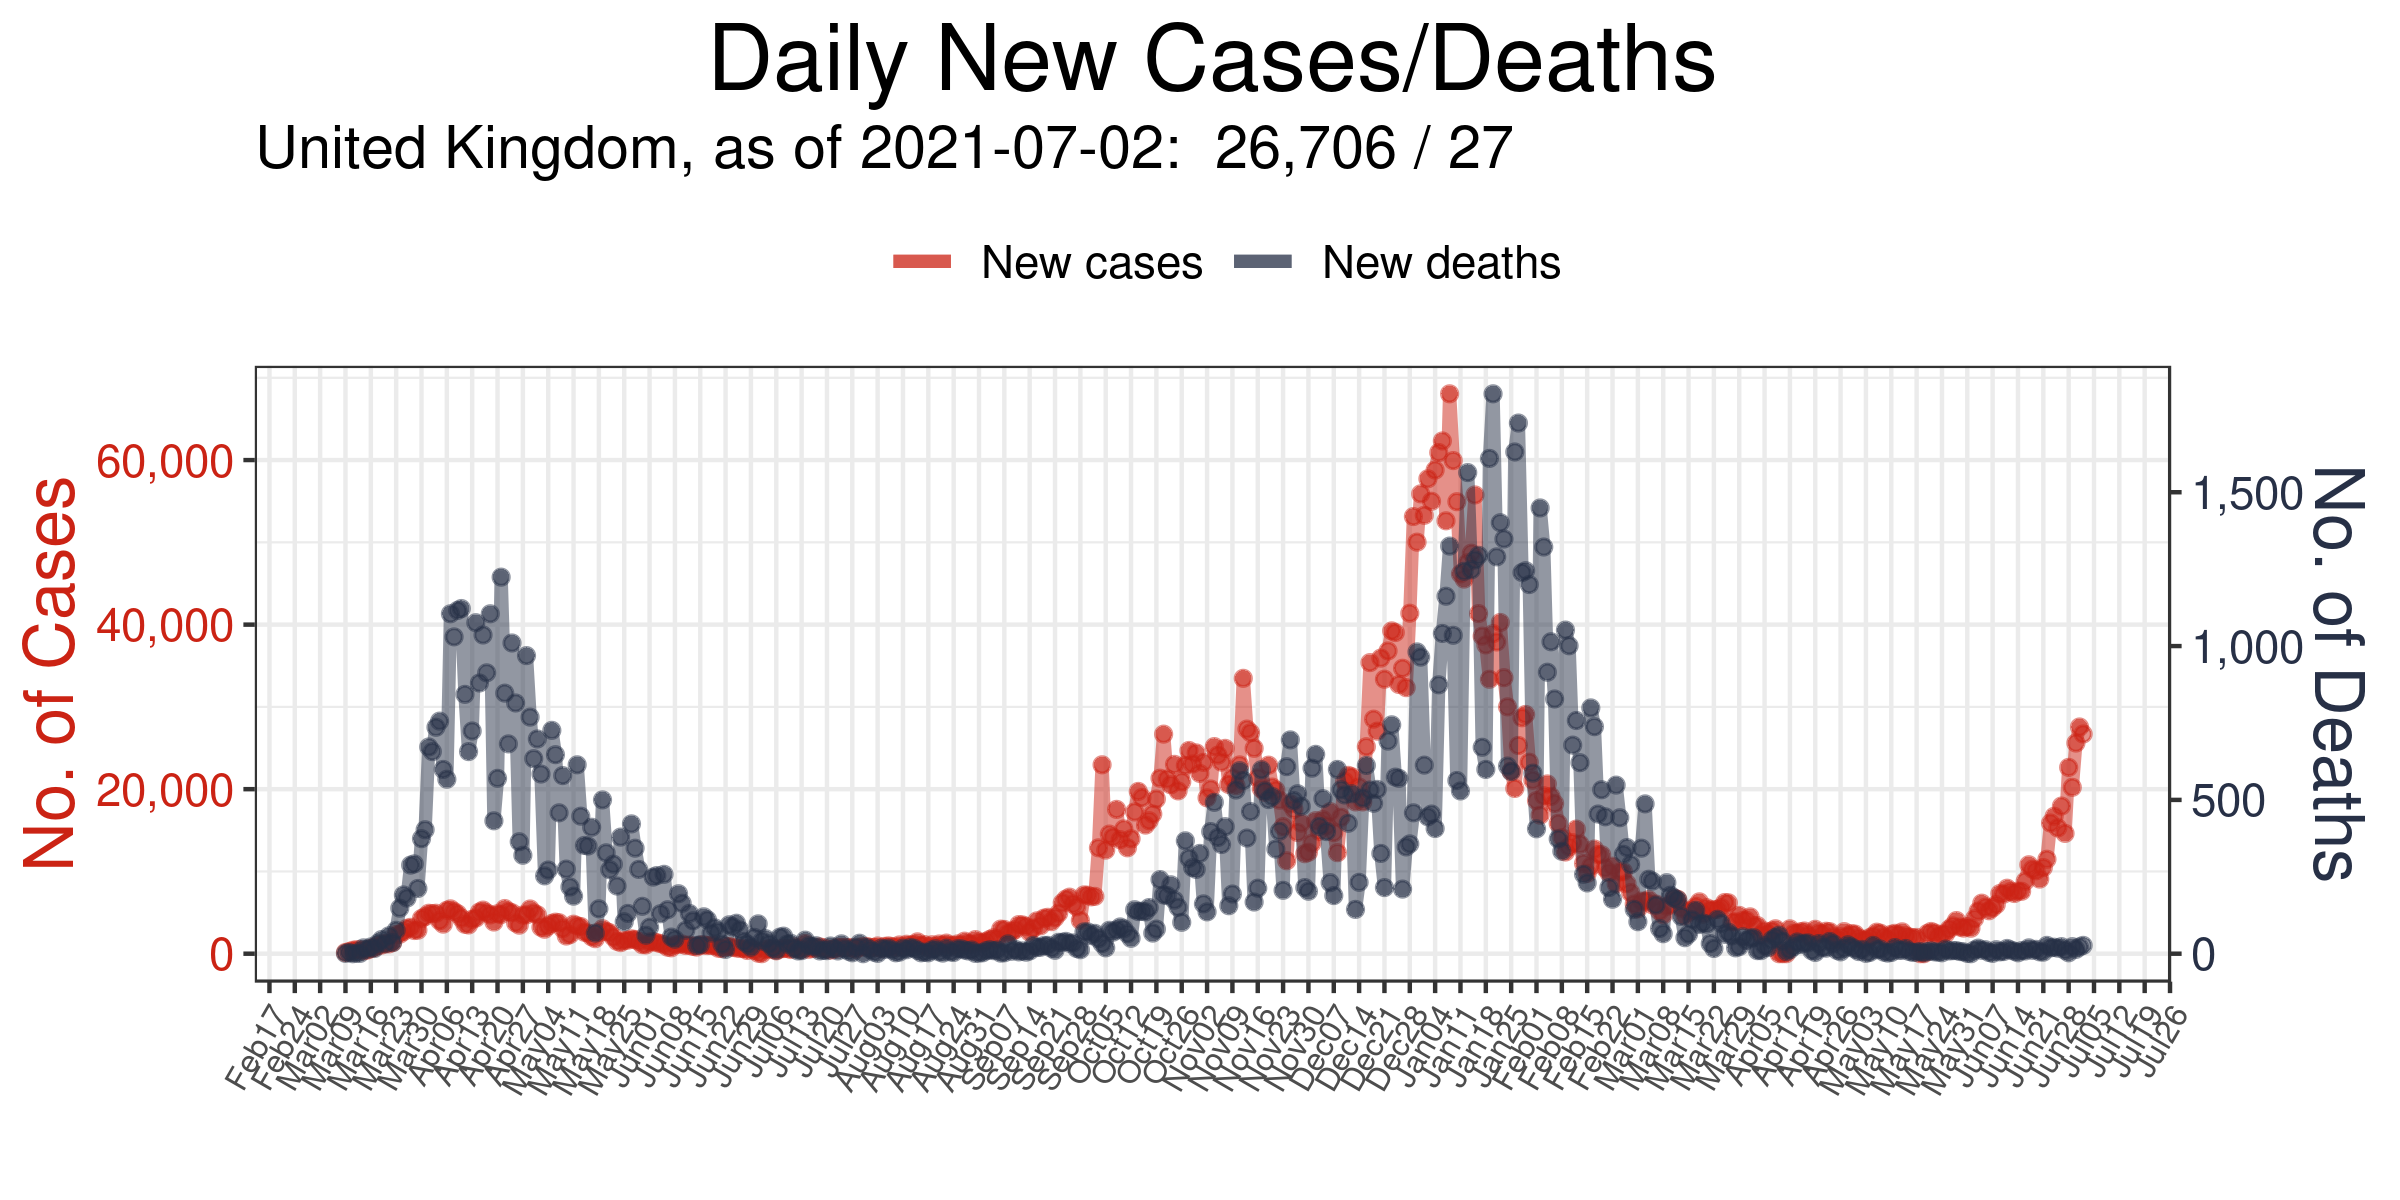 Daily New Cases/Deaths
United Kingdom, as of 2021-07-02:  26,706 / 27
New cases
New deaths
No. of Cases
60,000
40,000
20,000
0
1,500
1,000
500
0
No. of Deaths
Feb17
Feb24
Mar02
Mar09
Mar16
Mar23
Mar30
Apr06
Apr13
Apr20
Apr27
May04
May11
May18
May25
Jun01
Jun08
Jun15
Jun22
Jun29
Jul06
Jul13
Jul20
Jul27
Aug03
Aug10
Aug17
Aug24
Aug31
Sep07
Sep14
Sep21
Sep28
Oct05
Oct12
Oct19
Oct26
Nov02
Nov09
Nov16
Nov23
Nov30
Dec07
Dec14
Dec21
Dec28
Jan04
Jan11
Jan18
Jan25
Feb01
Feb08
Feb15
Feb22
Mar01
Mar08
Mar15
Mar22
Mar29
Apr05
Apr12
Apr19
Apr26
May03
May10
May17
May24
May31
Jun07
Jun14
Jun21
Jun28
Jul05
Jul12
Jul19
Jul26